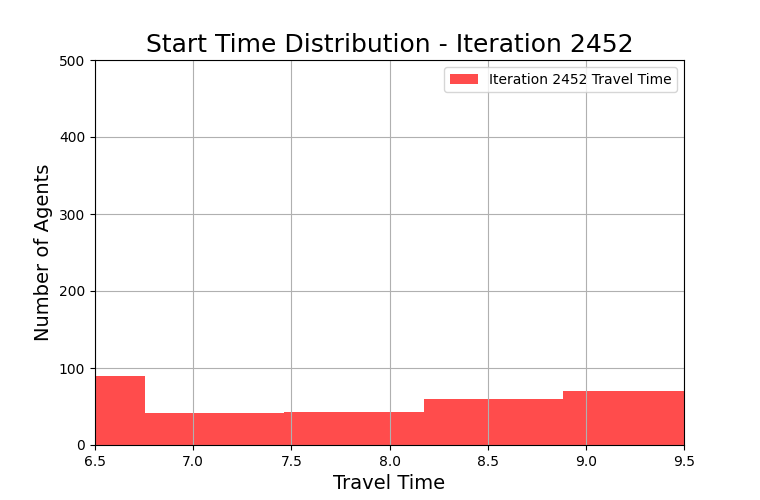 Start Time Distribution - Iteration 2452
Iteration 2452 Travel Time
Number of Agents
500
400
300
200
100
0
6.5 7.0 7.5 8.0 8.5 9.0 9.5
Travel Time